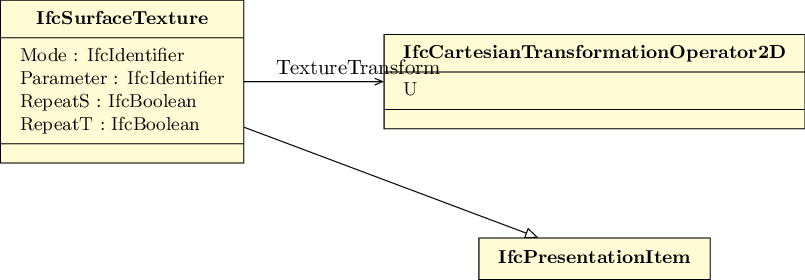 IfcSurfaceTexture
Mode : IfcIdentifier
Parameter : IfcIdentifier
RepeatS : IfcBoolean
RepeatT : IfcBoolean
TextureTransform
IfcCartesianTransformationOperator2D
U
IfcPresentationItem